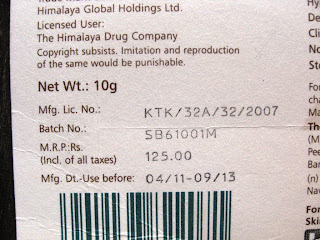 Himalaya Global Holdings Ltd.
Licensed User:
The Himalaya Drug Company
Copyright subsists. Imitation and reproduction
of the same would be punishable.
Net Wt.: 10g
Mfg. Lic. No.: KTK/32A/32/2007
Batch No.: SB61001M
M.R.P.:Rs. 125.00
(Incl. of all taxes)
Mfg. Dt.-Use before: 04/11-09/13